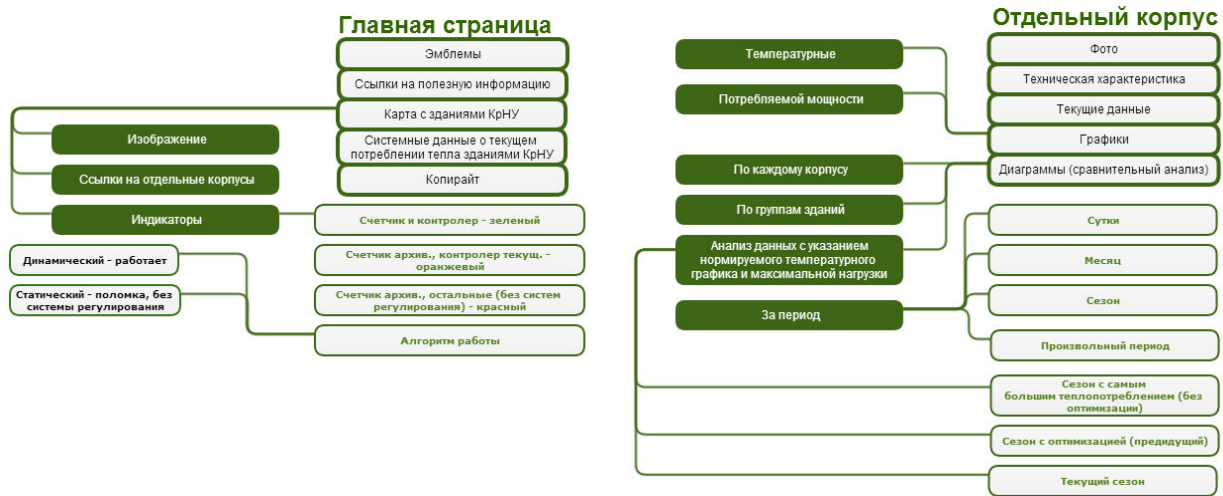 Главная страница
Эмблемы
Ссылки на полезную информацию
Карта с зданиями КрНУ
Системные данные о текущем
потреблении тепла зданиями КрНУ
Копирайт
Изображение
Ссылки на отдельные корпусы
Индикаторы
Счетчик и контролер - зеленый
Счетчик архив., контролер текущ. -
оранжевый
Счетчик архив., остальные (без систем
регулирования) - красный
Алгоритм работы
Динамический - работает
Статический - поломка, без
системы регулирования
Отдельный корпус
Фото
Техническая характеристика
Текущие данные
Графики
Диаграммы (сравнительный анализ)
Температурные
Потребляемой мощности
По каждому корпусу
По группам зданий
Анализ данных с указанием
нормируемого температурного
графика и максимальной нагрузки
За период
Сутки
Месяц
Сезон
Произвольный период
Сезон с самым
большим теплопотреблением (без
оптимизации)
Сезон с оптимизацией (предидущий)
Текущий сезон